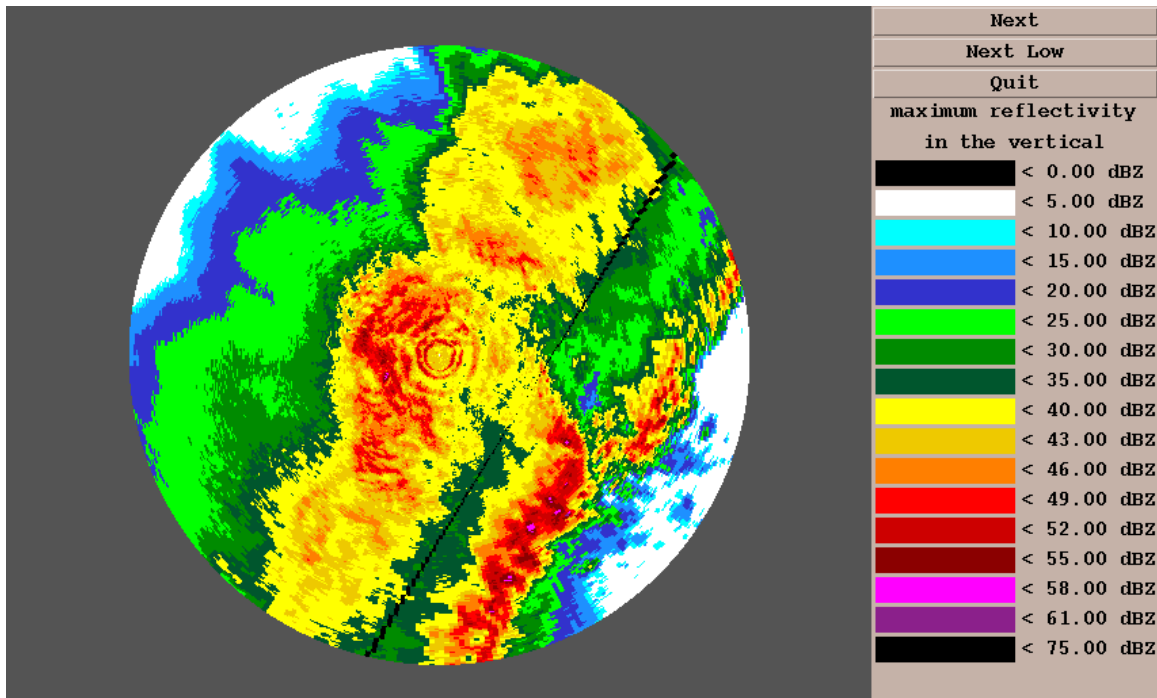 Next
Next Low
Quit
maximum reflectivity
in the vertical
< 0.00 dBZ
< 5.00 dBZ
< 10.00 dBZ
< 15.00 dBZ
< 20.00 dBZ
< 25.00 dBZ
< 30.00 dBZ
< 35.00 dBZ
< 40.00 dBZ
< 43.00 dBZ
< 46.00 dBZ
< 49.00 dBZ
< 52.00 dBZ
< 55.00 dBZ
< 58.00 dBZ
< 61.00 dBZ
< 75.00 dBZ